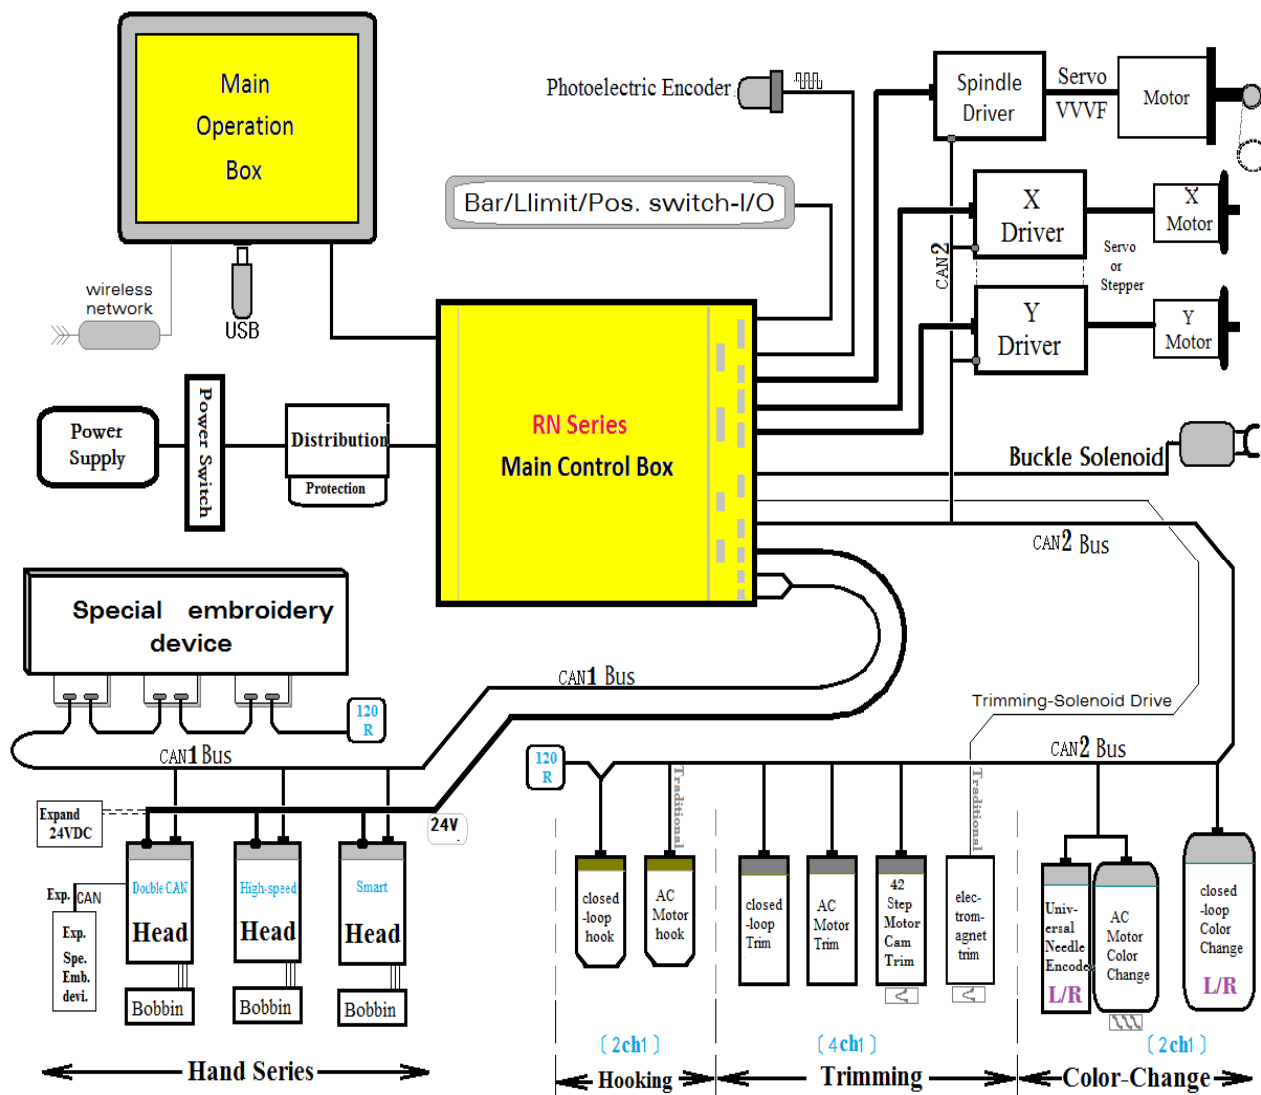 Main
Operation
Box
wireless
network
USB
Photoelectric Encoder
Bar/Llimit/Pos. switch-I/O
Spindle
Driver
Servo
VVVF
Motor
X
Driver
X
Motor
CAN2
Servo
or
Stepper
Y
Driver
Y
Motor
Power
Supply
Power Switch
Distribution
Protection
RN Series
Main Control Box
Buckle Solenoid
CAN2 Bus
Special embroidery
device
120
R
CAN1 Bus
CAN1 Bus
Trimming-Solenoid Drive
CAN2 Bus
120
R
Expand
24VDC
24V
Exp. CAN
Exp.
Spe.
Emb.
devi.
Double CAN
Head
High-speed
Head
Smart
Head
Bobbin
Bobbin
Bobbin
Hand Series
Traditional
Traditional
closed
-loop
hook
AC
Motor
hook
closed
-loop
Trim
AC
Motor
Trim
42
Step
Motor
Cam
Trim
elec-
trom-
agnet
trim
Univ-
ersal
Needle
Encoder
L/R
AC
Motor
Color
Change
closed
-loop
Color
Change
L/R
〔2ch1〕
〔4ch1〕
〔2ch1〕
Hooking
Trimming
Color-Change